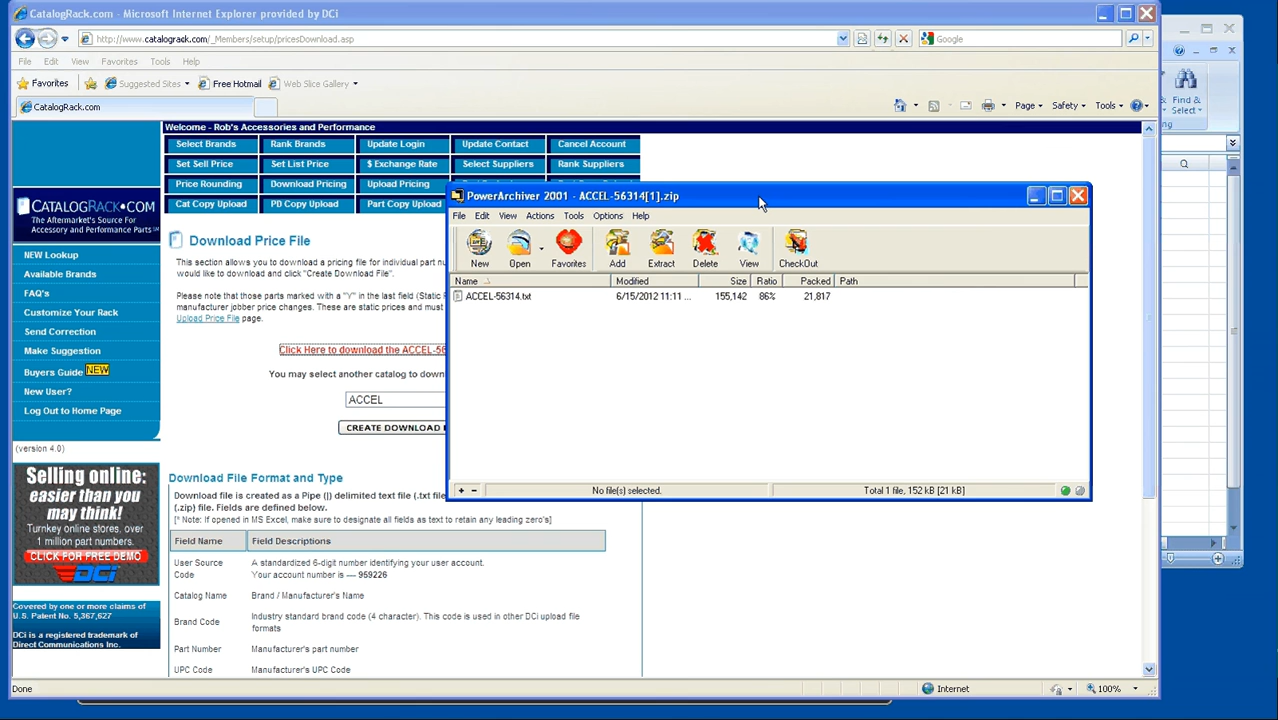 CatalogRack.com - Microsoft Internet Explorer provided by DCi
http://www.catalograck.com/_Members/setup/pricesDownload.asp
Google
File Edit View Favorites Tools Help
Favorites Suggested Sites Free Hotmail Web Slice Gallery
CatalogRack.com
Page Safety Tools
Find &
Select
ng
Q
Welcome - Rob's Accessories and Performance
Select Brands Rank Brands Update Login Update Contact Cancel Account
Set Sell Price Set List Price $ Exchange Rate Select Suppliers Rank Suppliers
Price Rounding Download Pricing Upload Pricing
Cat Copy Upload PD Copy Upload Part Copy Upload
CATALOGRACK.COM
The Aftermarket's Source For
Accessory and Performance Parts
NEW Lookup
Available Brands
FAQ's
Customize Your Rack
Send Correction
Make Suggestion
Buyers Guide NEW
New User?
Log Out to Home Page
(version 4.0)
Selling online:
easier than you
may think!
Turnkey online stores, over
1 million part numbers.
CLICK FOR FREE DEMO
DCi
Covered by one or more claims of
U.S. Patent No. 5,367,627
DCi is a registered trademark of
Direct Communications Inc.
Download Price File
This section allows you to download a pricing file for individual part nu
would like to download and click "Create Download File".
Please note that those parts marked with a "Y" in the last field (Static F
manufacturer jobber price changes. These are static prices and must
Upload Price File page.
Click Here to download the ACCEL-56
You may select another catalog to down
ACCEL
CREATE DOWNLOAD F
Download File Format and Type
Download file is created as a Pipe (|) delimited text file (.txt file
(.zip) file. Fields are defined below.
[* Note: If opened in MS Excel, make sure to designate all fields as text to retain any leading zero's]
Field Name Field Descriptions
User Source
Code
A standardized 6-digit number identifying your user account.
Your account number is ---- 959226
Catalog Name Brand / Manufacturer's Name
Brand Code
Industry standard brand code (4 character). This code is used in other DCi upload file
formats
Part Number Manufacturer's part number
UPC Code Manufacturer's UPC Code
PowerArchiver 2001 - ACCEL-56314[1].zip
File Edit View Actions Tools Options Help
New Open Favorites Add Extract Delete View CheckOut
Name Modified Size Ratio Packed Path
ACCEL-56314.txt 6/15/2012 11:11 ... 155,142 86% 21,817
No file(s) selected. Total 1 file, 152 kB [21 kB]
Done Internet 100%